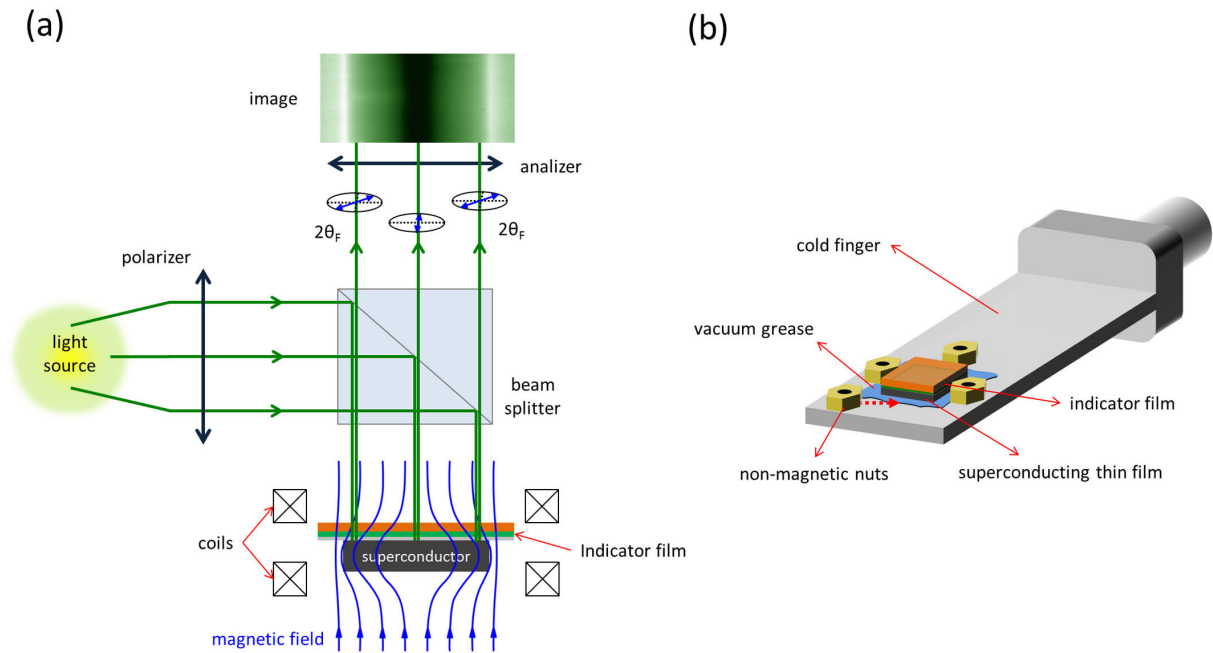 (a)
image
analizer
2θF
2θF
polarizer
light
source
beam
splitter
coils
superconductor
Indicator film
magnetic field
(b)
cold finger
vacuum grease
indicator film
non-magnetic nuts
superconducting thin film